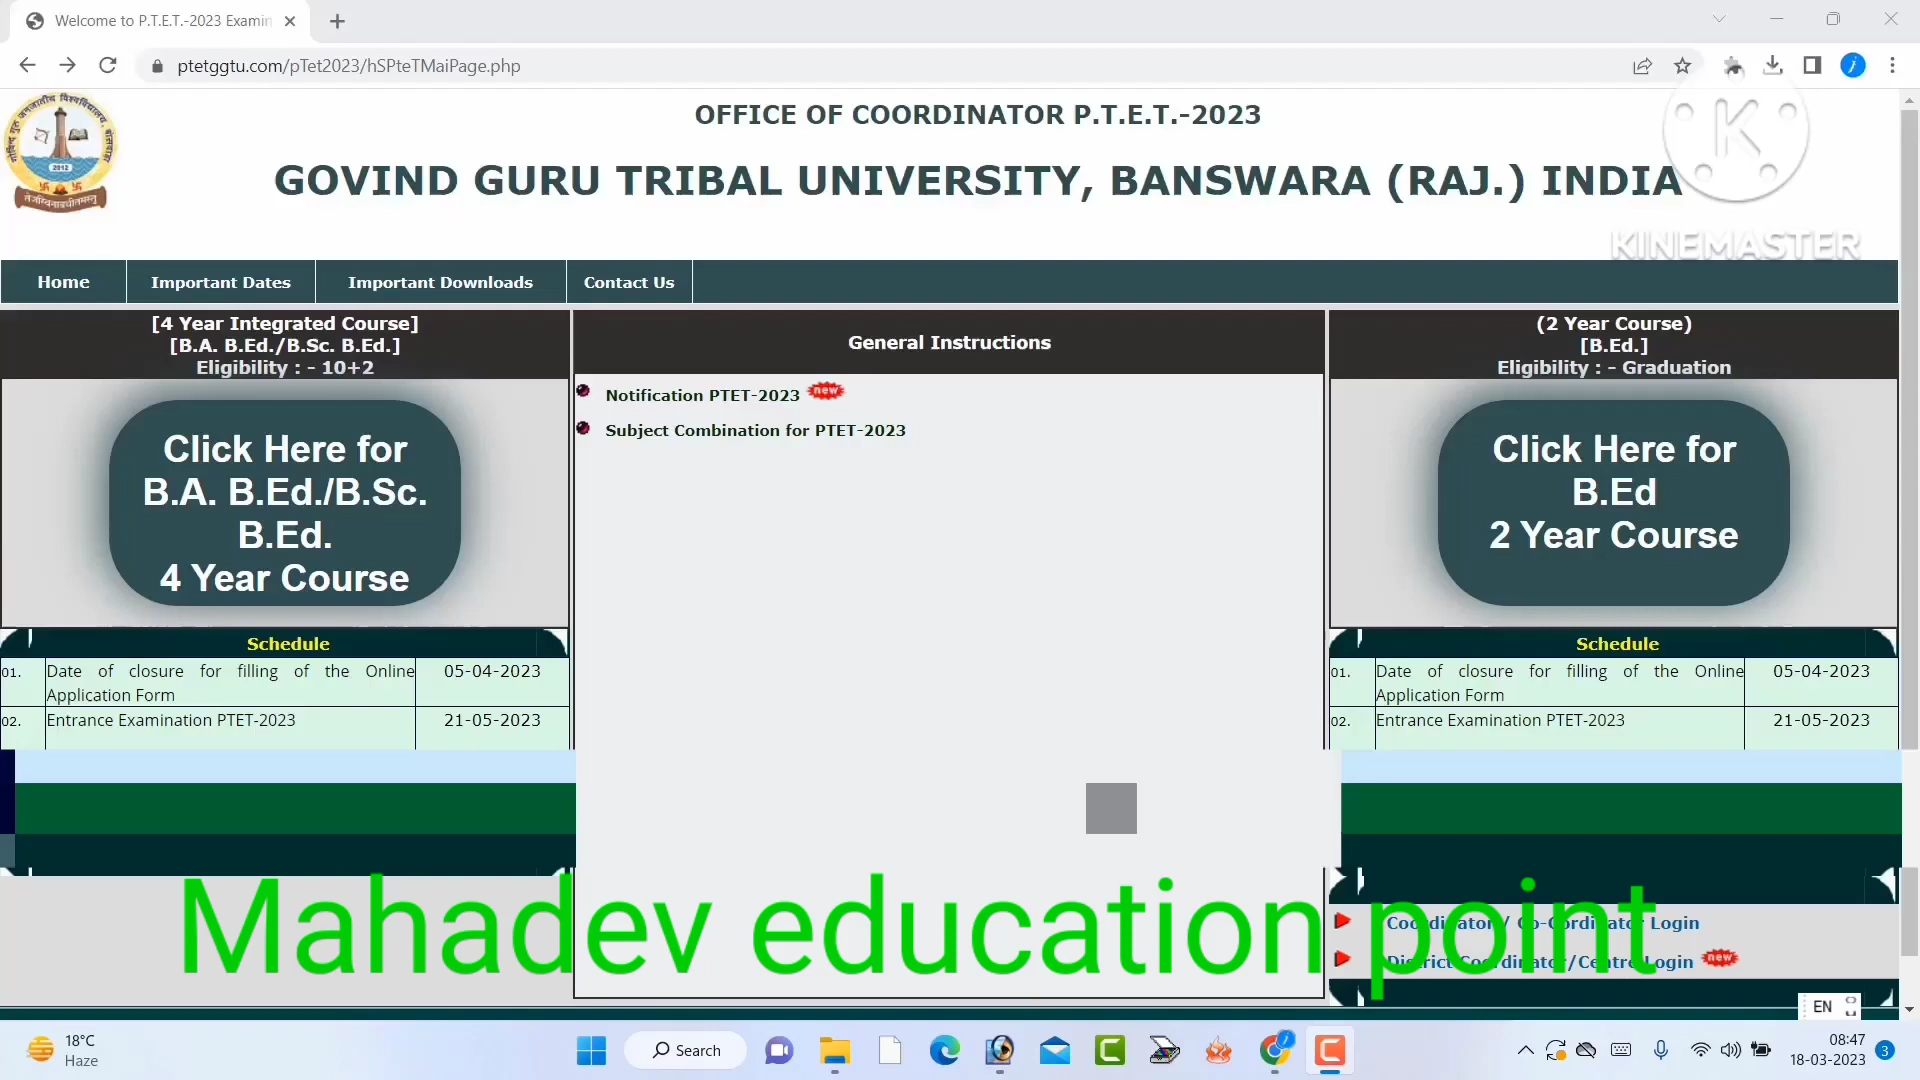 Welcome to P.T.E.T.-2023 Examin
ptetggtu.com/pTet2023/hSPteTMaiPage.php
OFFICE OF COORDINATOR P.T.E.T.-2023
GOVIND GURU TRIBAL UNIVERSITY, BANSWARA (RAJ.) INDIA
2012
K
KINEMASTER
Home
Important Dates
Important Downloads
Contact Us
[4 Year Integrated Course]
[B.A. B.Ed./B.Sc. B.Ed.]
Eligibility : - 10+2
Click Here for
B.A. B.Ed./B.Sc.
B.Ed.
4 Year Course
Schedule
01. Date of closure for filling of the Online 05-04-2023
Application Form
02. Entrance Examination PTET-2023 21-05-2023
General Instructions
Notification PTET-2023 new
Subject Combination for PTET-2023
(2 Year Course)
[B.Ed.]
Eligibility : - Graduation
Click Here for
B.Ed
2 Year Course
Schedule
01. Date of closure for filling of the Online 05-04-2023
Application Form
02. Entrance Examination PTET-2023 21-05-2023
Mahadev education point
Coordinator/ Co-Cordinator Login
District Coordinator/Centre Login new
EN
18°C
Haze
Search
08:47
18-03-2023
3